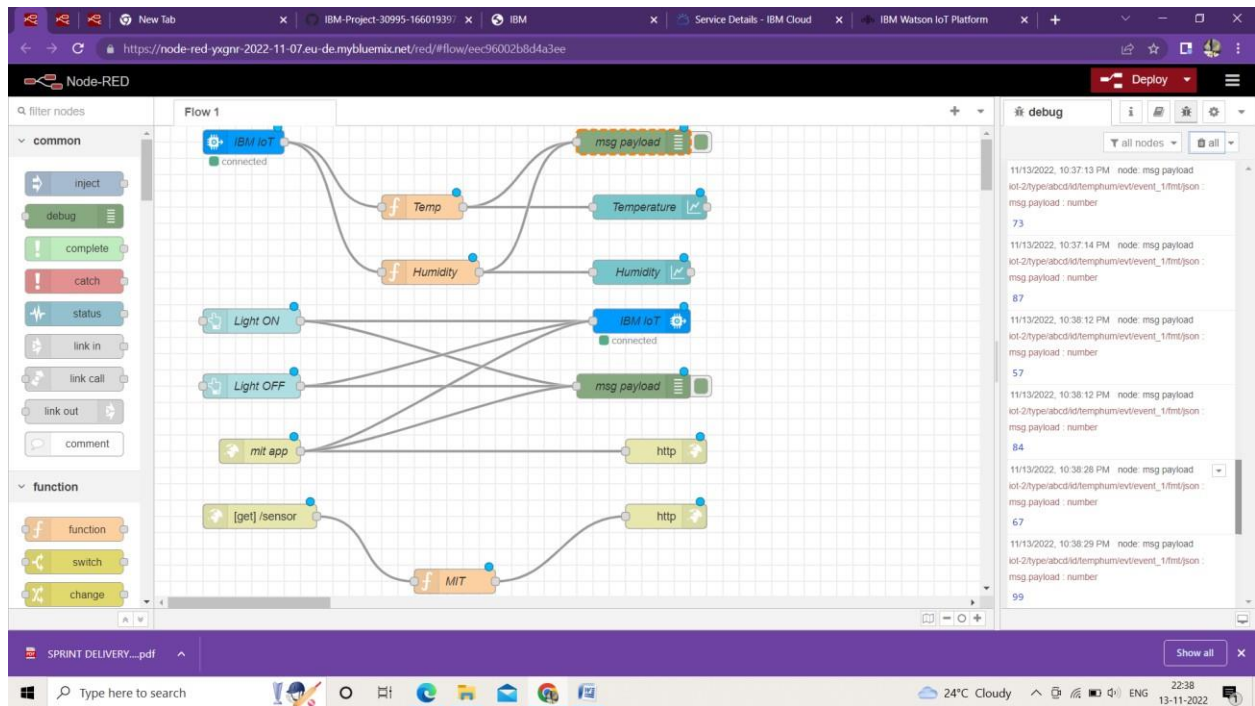 New Tab
IBM-Project-30995-16601939
IBM
Service Details - IBM Cloud
IBM Watson IoT Platform
https://node-red-yxgnr-2022-11-07.eu-de.mybluemix.net/red/#flow/eec96002b8d4a3ee
Node-RED
Deploy
filter nodes
Flow 1
debug
i
all nodes
all
common
inject
debug
complete
catch
status
link in
link call
link out
comment
function
function
switch
change
IBM IoT
connected
msg payload
Temp
Temperature
Humidity
Humidity
Light ON
IBM IoT
connected
Light OFF
msg payload
mit app
http
[get] /sensor
http
MIT
11/13/2022, 10:37:13 PM node: msg payload
iot-2/type/abcd/id/temphum/evt/event_1/fmt/json :
msg.payload : number
73
11/13/2022, 10:37:14 PM node: msg payload
iot-2/type/abcd/id/temphum/evt/event_1/fmt/json :
msg.payload : number
87
11/13/2022, 10:38:12 PM node: msg payload
iot-2/type/abcd/id/temphum/evt/event_1/fmt/json :
msg.payload : number
57
11/13/2022, 10:38:12 PM node: msg payload
iot-2/type/abcd/id/temphum/evt/event_1/fmt/json :
msg.payload : number
84
11/13/2022, 10:38:28 PM node: msg payload
iot-2/type/abcd/id/temphum/evt/event_1/fmt/json :
msg.payload : number
67
11/13/2022, 10:38:29 PM node: msg payload
iot-2/type/abcd/id/temphum/evt/event_1/fmt/json :
msg.payload : number
99
SPRINT DELIVERY....pdf
Show all
Type here to search
24°C Cloudy
ENG
22:38
13-11-2022
1